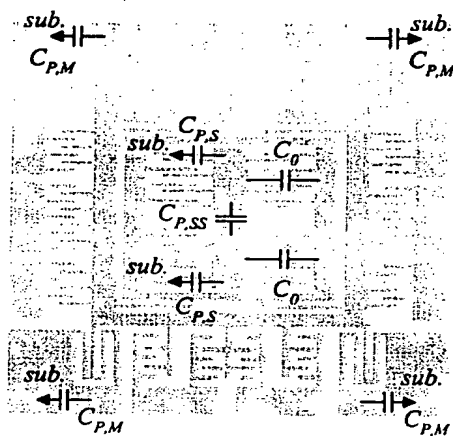 sub. sub.
C_{P,M} C_{P,M}
C_{P,S}
sub. C_0
C_{P,SS}
sub.
C_{P,S} C_0
sub. sub.
C_{P,M} C_{P,M}